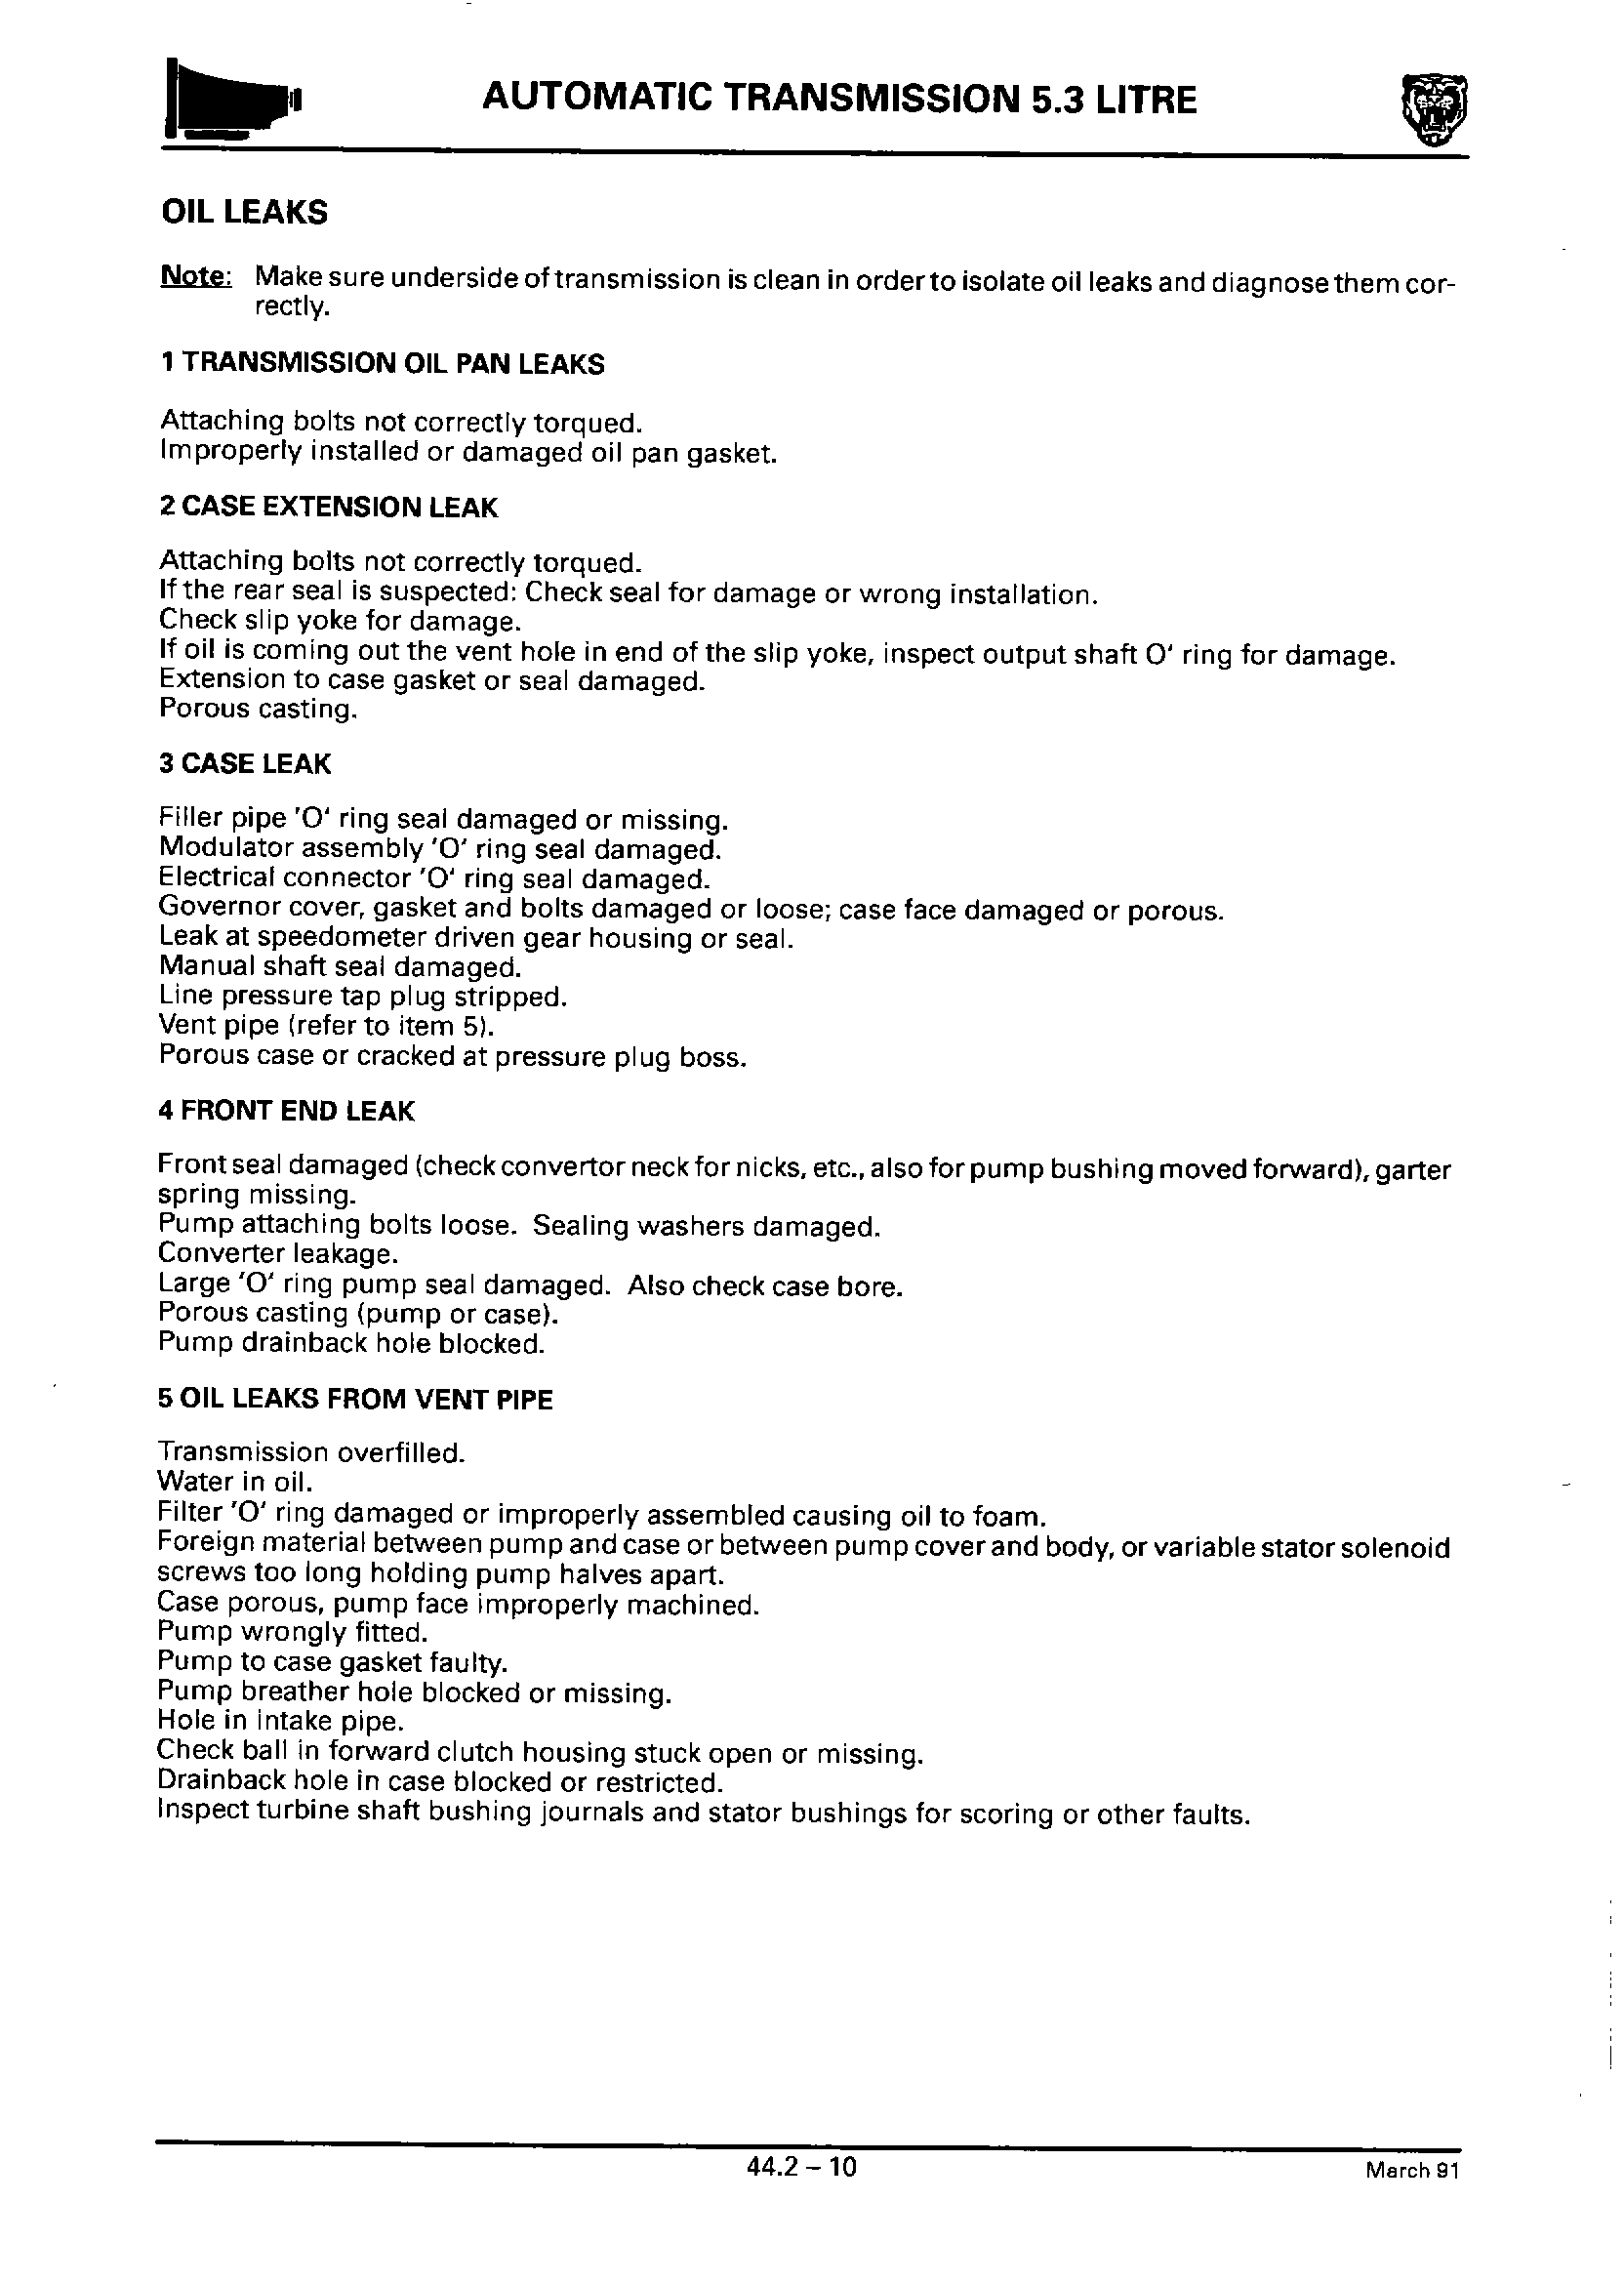 AUTOMATIC TRANSMISSION 5.3 LITRE
OIL LEAKS
Note: Make sure underside of transmission is clean in order to isolate oil leaks and diagnose them cor-
rectly.
1 TRANSMISSION OIL PAN LEAKS
Attaching bolts not correctly torqued.
Improperly installed or damaged oil pan gasket.
2 CASE EXTENSION LEAK
Attaching bolts not correctly torqued.
If the rear seal is suspected: Check seal for damage or wrong installation.
Check slip yoke for damage.
If oil is coming out the vent hole in end of the slip yoke, inspect output shaft O' ring for damage.
Extension to case gasket or seal damaged.
Porous casting.
3 CASE LEAK
Filler pipe 'O' ring seal damaged or missing.
Modulator assembly 'O' ring seal damaged.
Electrical connector 'O' ring seal damaged.
Governor cover, gasket and bolts damaged or loose; case face damaged or porous.
Leak at speedometer driven gear housing or seal.
Manual shaft seal damaged.
Line pressure tap plug stripped.
Vent pipe (refer to item 5).
Porous case or cracked at pressure plug boss.
4 FRONT END LEAK
Front seal damaged (check convertor neck for nicks, etc., also for pump bushing moved forward), garter
spring missing.
Pump attaching bolts loose. Sealing washers damaged.
Converter leakage.
Large 'O' ring pump seal damaged. Also check case bore.
Porous casting (pump or case).
Pump drainback hole blocked.
5 OIL LEAKS FROM VENT PIPE
Transmission overfilled.
Water in oil.
Filter 'O' ring damaged or improperly assembled causing oil to foam.
Foreign material between pump and case or between pump cover and body, or variable stator solenoid
screws too long holding pump halves apart.
Case porous, pump face improperly machined.
Pump wrongly fitted.
Pump to case gasket faulty.
Pump breather hole blocked or missing.
Hole in intake pipe.
Check ball in forward clutch housing stuck open or missing.
Drainback hole in case blocked or restricted.
Inspect turbine shaft bushing journals and stator bushings for scoring or other faults.
44.2 – 10
March 91